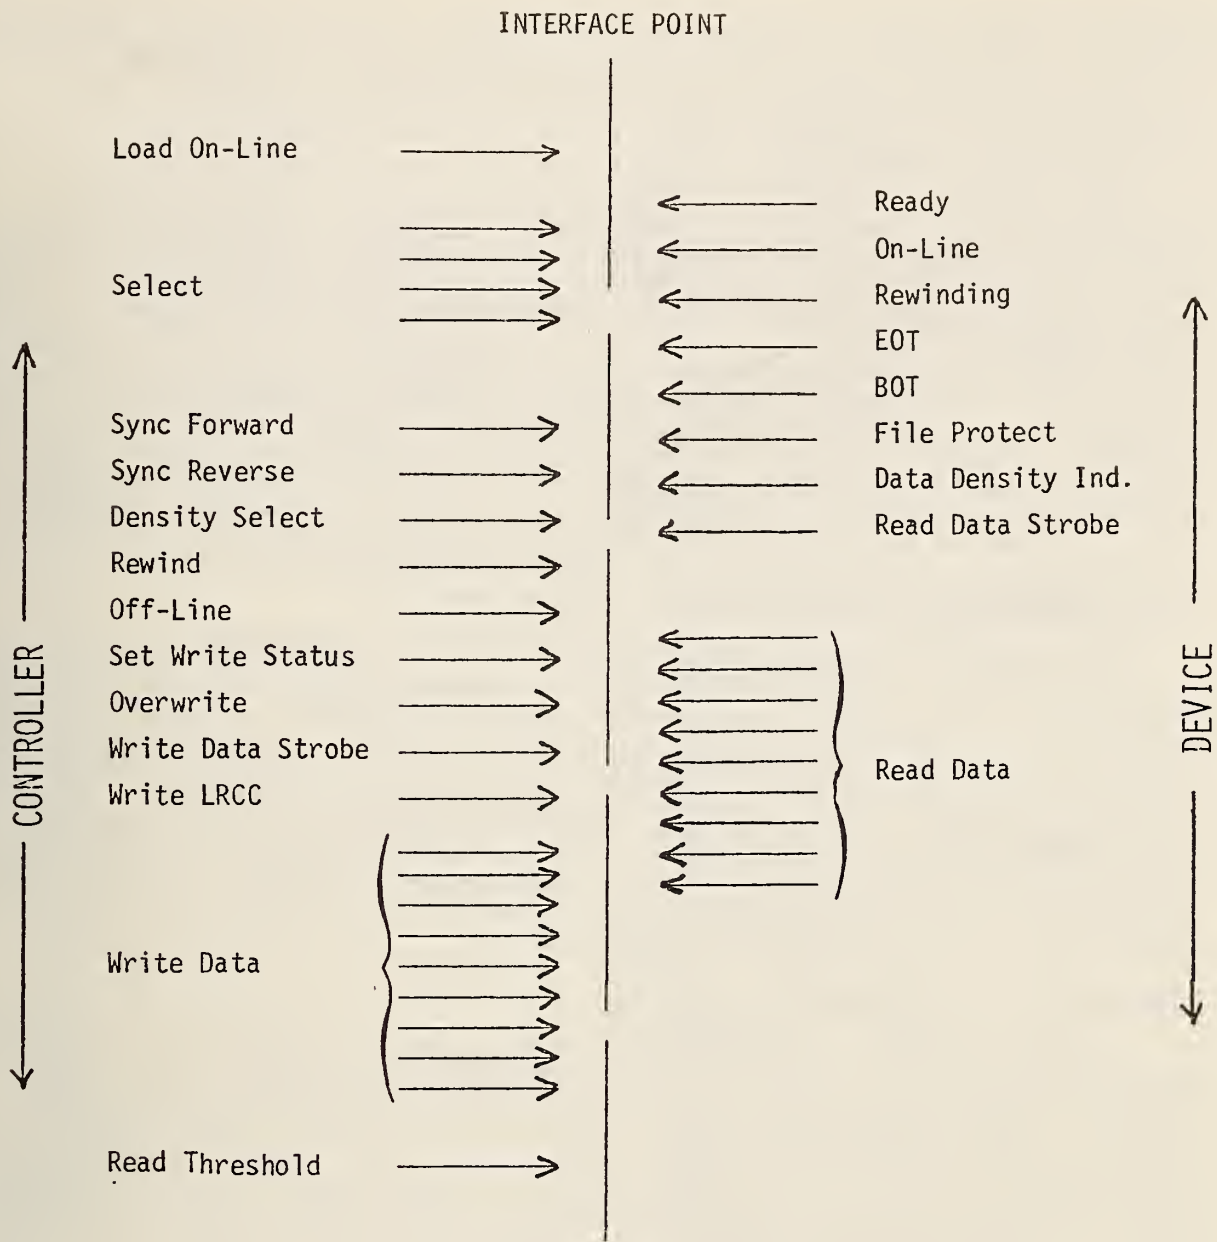 INTERFACE POINT
Load On-Line
Ready
On-Line
Select
Rewinding
EOT
BOT
Sync Forward
File Protect
Sync Reverse
Data Density Ind.
Density Select
Read Data Strobe
Rewind
Off-Line
Set Write Status
Overwrite
Write Data Strobe
Read Data
Write LRCC
Write Data
Read Threshold
CONTROLLER
DEVICE